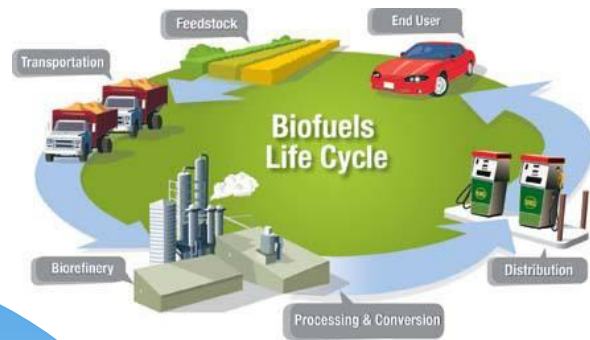 Feedstock
End User
Transportation
Biofuels
Life Cycle
Biorefinery
Distribution
Processing & Conversion